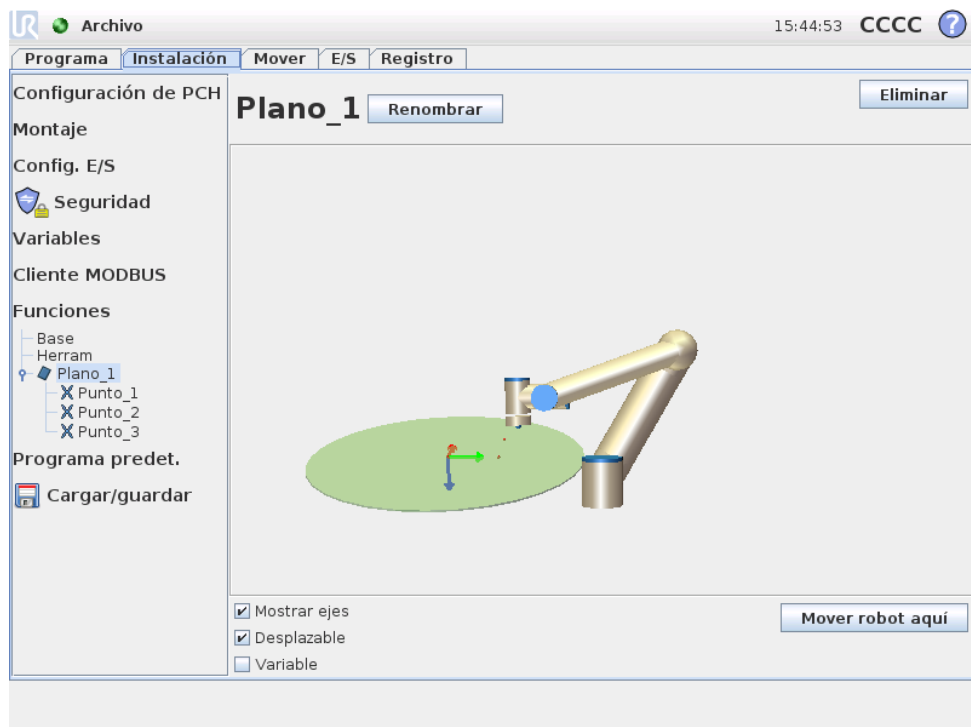 UR Archivo 15:44:53 CCCC ?
Programa Instalación Mover E/S Registro
Configuración de PCH
Montaje
Config. E/S
Seguridad
Variables
Cliente MODBUS
Funciones
Base
Herram
Plano_1
Punto_1
Punto_2
Punto_3
Programa predet.
Cargar/guardar
Plano_1 Renombrar Eliminar
Mostrar ejes
Desplazable
Variable
Mover robot aquí